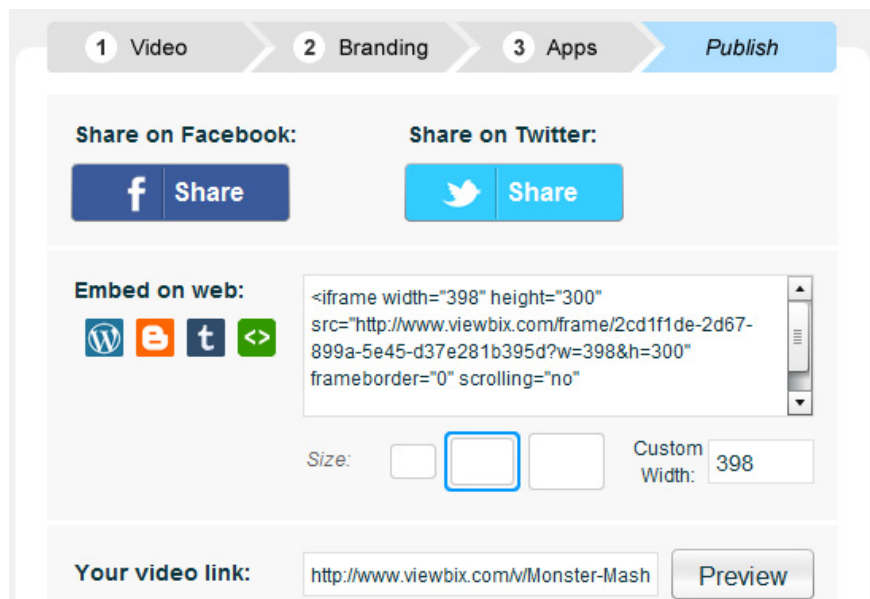 1 Video 2 Branding 3 Apps Publish
Share on Facebook: Share on Twitter:
f Share Share
Embed on web:
<iframe width="398" height="300"
src="http://www.viewbix.com/frame/2cd1f1de-2d67-
899a-5e45-d37e281b395d?w=398&h=300"
frameborder="0" scrolling="no"
Size:
Custom
Width: 398
Your video link: http://www.viewbix.com/v/Monster-Mash Preview